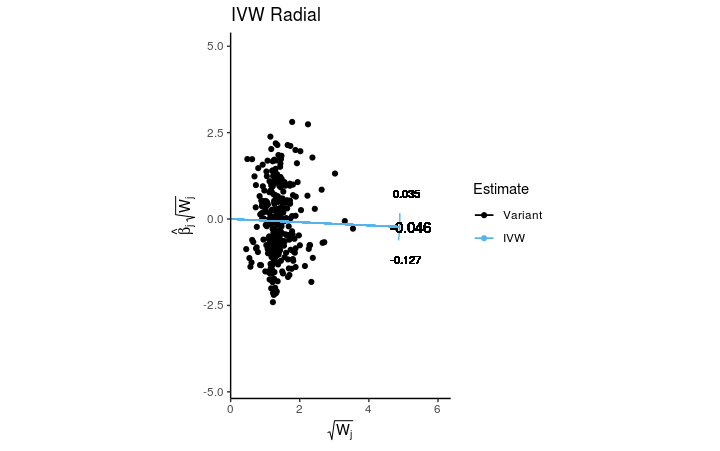 IVW Radial
5.0
2.5
0.0
-2.5
-5.0
β̂j√Wj
0.035
-0.046
-0.127
0
2
4
6
√Wj
Estimate
Variant
IVW